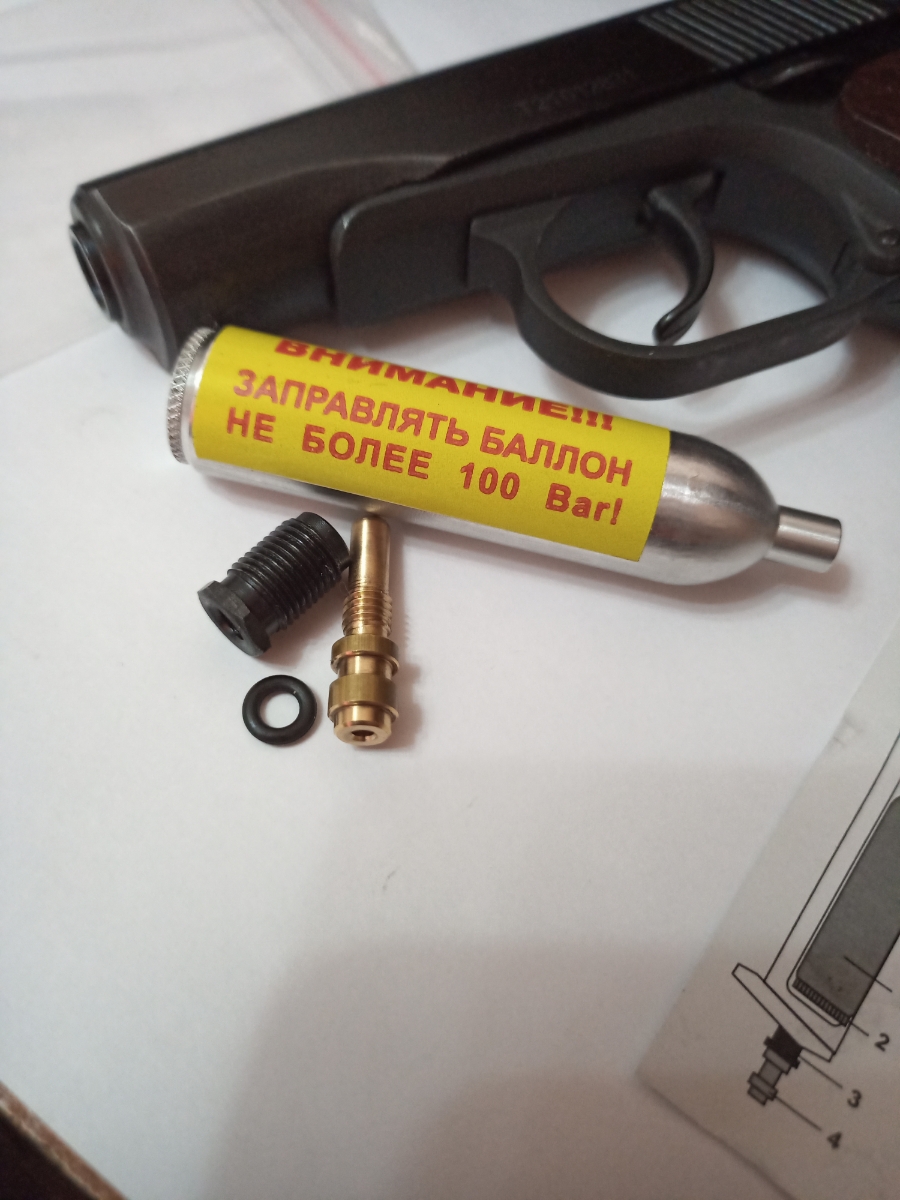 ВНИМАНИЕ!!!
ЗАПРАВЛЯТЬ БАЛЛОН
НЕ БОЛЕЕ 100 Bar!
2
3
4